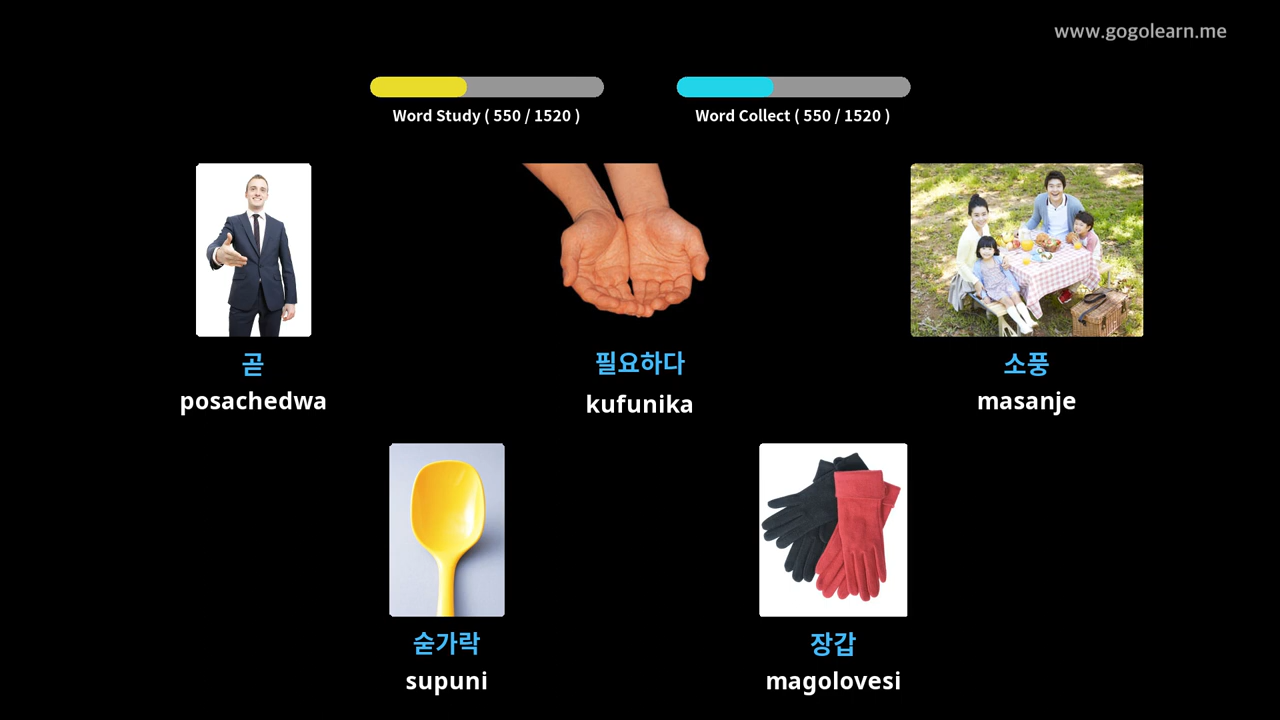 www.gogolearn.me
Word Study ( 550 / 1520 )
Word Collect ( 550 / 1520 )
곧
posachedwa
필요하다
kufunika
소풍
masanje
숟가락
supuni
장갑
magolovesi